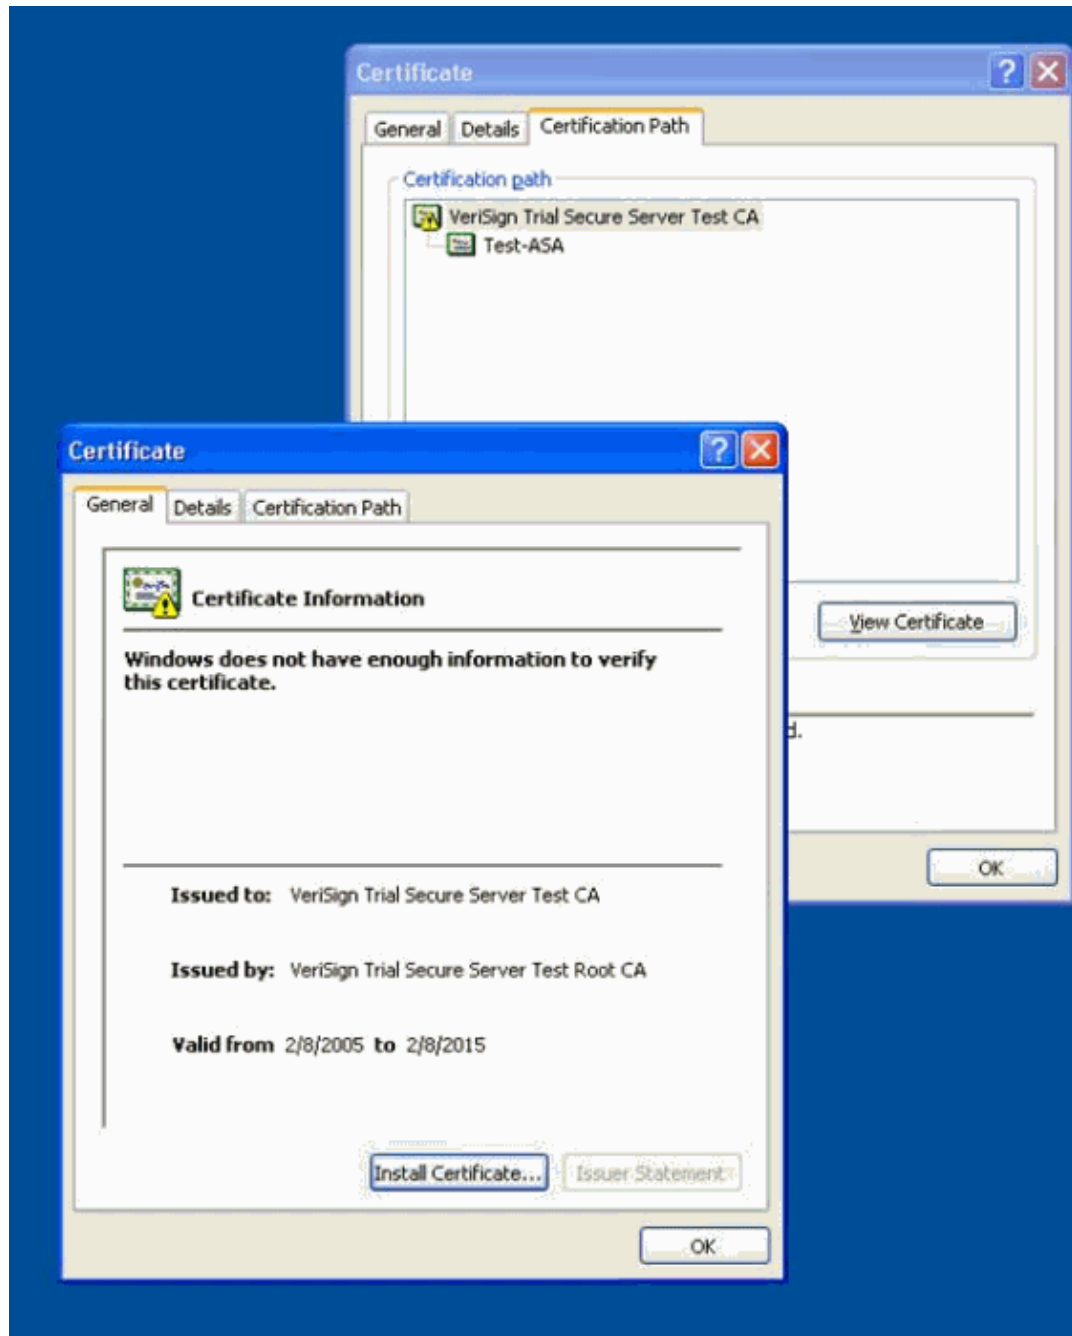 Certificate
General Details Certification Path
Certification path
VeriSign Trial Secure Server Test CA
Test-ASA
View Certificate
d.
OK
Certificate
General Details Certification Path
Certificate Information
Windows does not have enough information to verify
this certificate.
Issued to: VeriSign Trial Secure Server Test CA
Issued by: VeriSign Trial Secure Server Test Root CA
Valid from 2/8/2005 to 2/8/2015
Install Certificate... Issuer Statement
OK